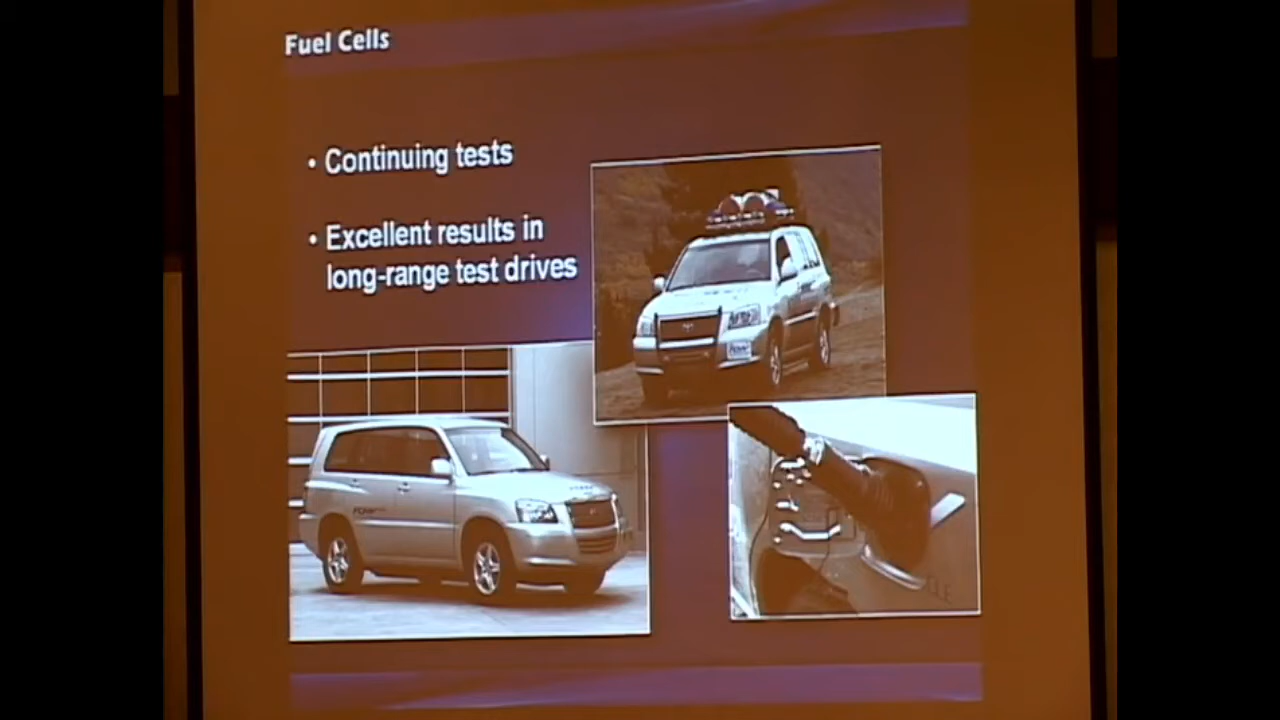 Fuel Cells
• Continuing tests
• Excellent results in
long-range test drives